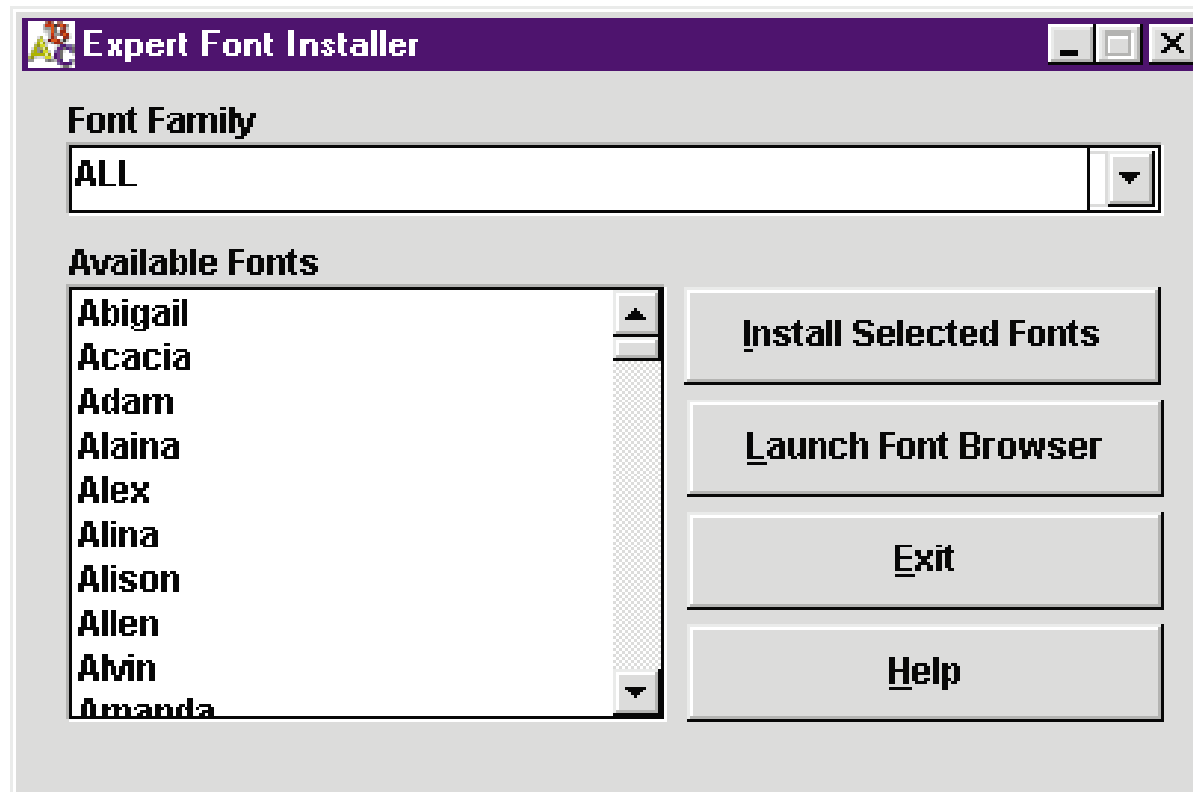 Expert Font Installer
Font Family
ALL
Available Fonts
Abigail
Acacia
Adam
Alaina
Alex
Alina
Alison
Allen
Alvin
Amanda
Install Selected Fonts
Launch Font Browser
Exit
Help